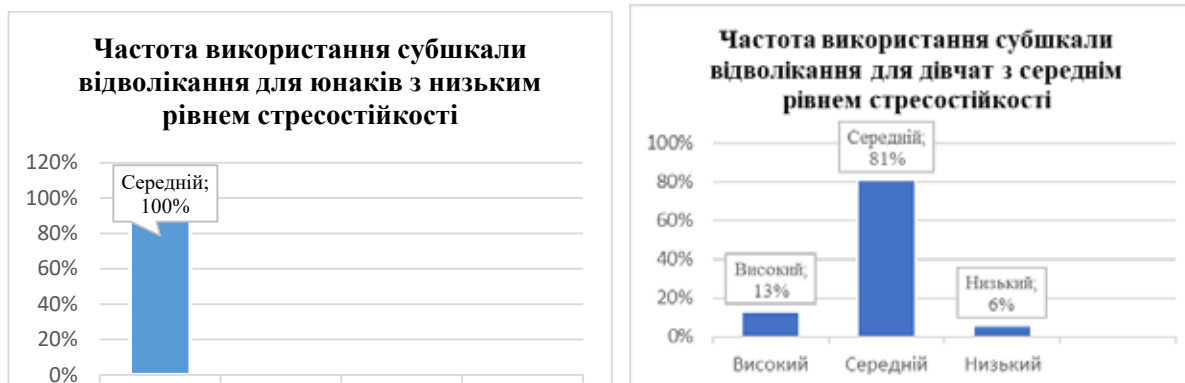 Частота використання субшкали
відволікання для юнаків з низьким
рівнем стресостійкості
120%
100%
80%
60%
40%
20%
0%
Середній;
100%
Частота використання субшкали
відволікання для дівчат з середнім
рівнем стресостійкості
100%
80%
60%
40%
20%
0%
Високий;
13%
Середній;
81%
Низький;
6%
Високий
Середній
Низький